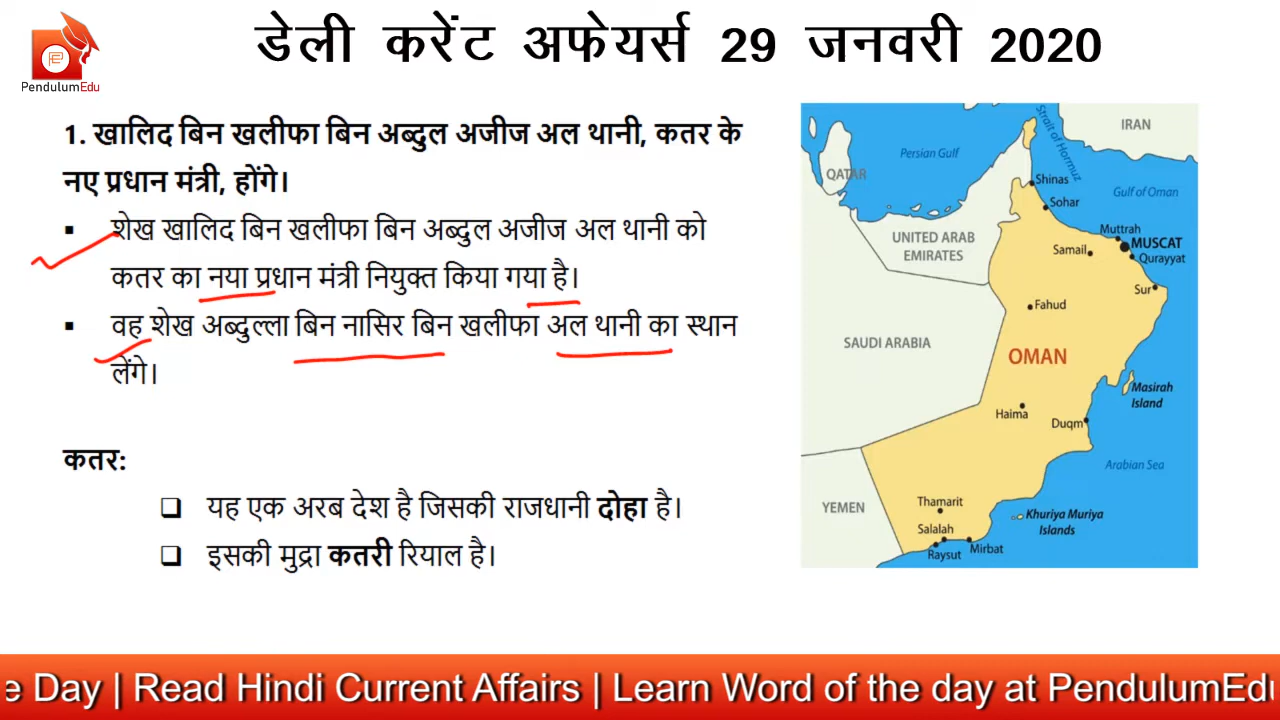 डेली करेंट अफेयर्स 29 जनवरी 2020
PendulumEdu
1. खालिद बिन खलीफा बिन अब्दुल अजीज अल थानी, कतर के
नए प्रधान मंत्री, होंगे।
▪ शेख खालिद बिन खलीफा बिन अब्दुल अजीज अल थानी को
कतर का नया प्रधान मंत्री नियुक्त किया गया है।
▪ वह शेख अब्दुल्ला बिन नासिर बिन खलीफा अल थानी का स्थान
लेंगे।
कतर:
❑ यह एक अरब देश है जिसकी राजधानी दोहा है।
❑ इसकी मुद्रा कतरी रियाल है।
IRAN
Strait of Hormuz
Persian Gulf
QATAR
Shinas
Gulf of Oman
Sohar
Muttrah
UNITED ARAB
EMIRATES
Samail
MUSCAT
Qurayyat
Sur
Fahud
SAUDI ARABIA
OMAN
Masirah
Island
Haima
Duqm
Arabian Sea
YEMEN
Thamarit
Khuriya Muriya
Islands
Salalah
Raysut
Mirbat
e Day | Read Hindi Current Affairs | Learn Word of the day at PendulumEdu